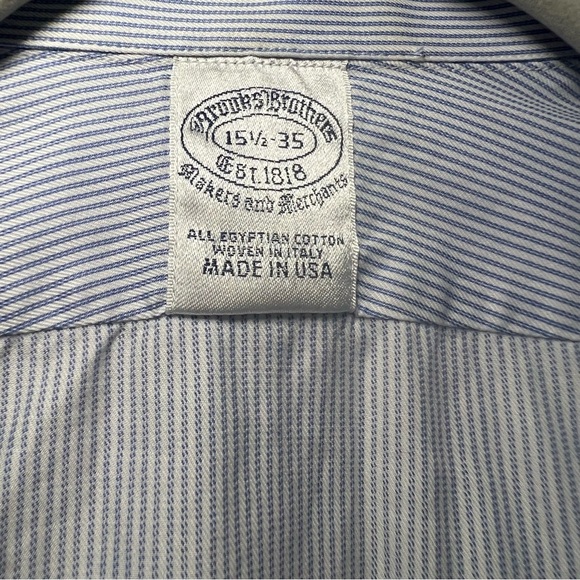 Brooks Brothers
15½-35
Est. 1818
Makers and Merchants
ALL EGYPTIAN COTTON
WOVEN IN ITALY
MADE IN USA